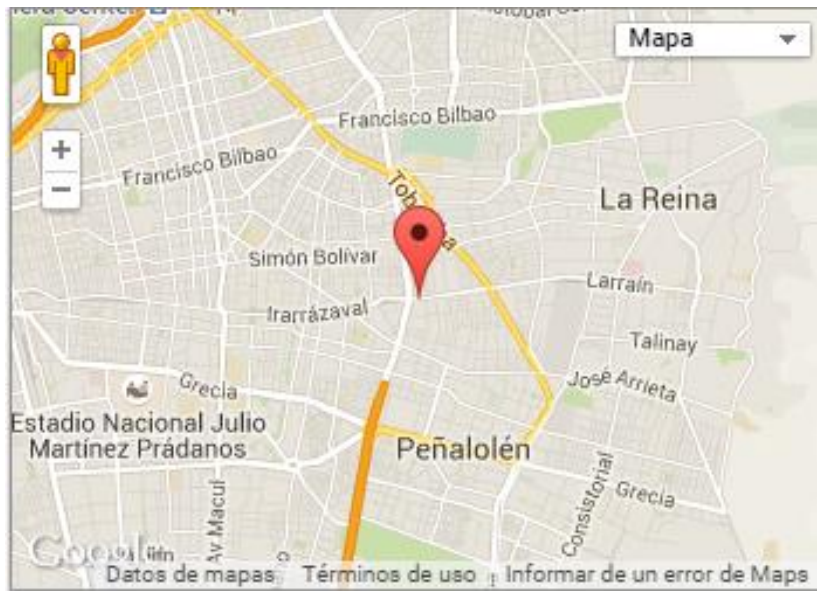 Mapa
Francisco Bilbao
Francisco Bilbao
La Reina
Simón Bolívar
Larraín
Irarrázaval
Talinay
Grecia
José Arrieta
Estadio Nacional Julio
Martínez Prádanos
Peñalolén
Grecia
Consistorial
Av Macul
Google
Datos de mapas
Términos de uso
Informar de un error de Maps